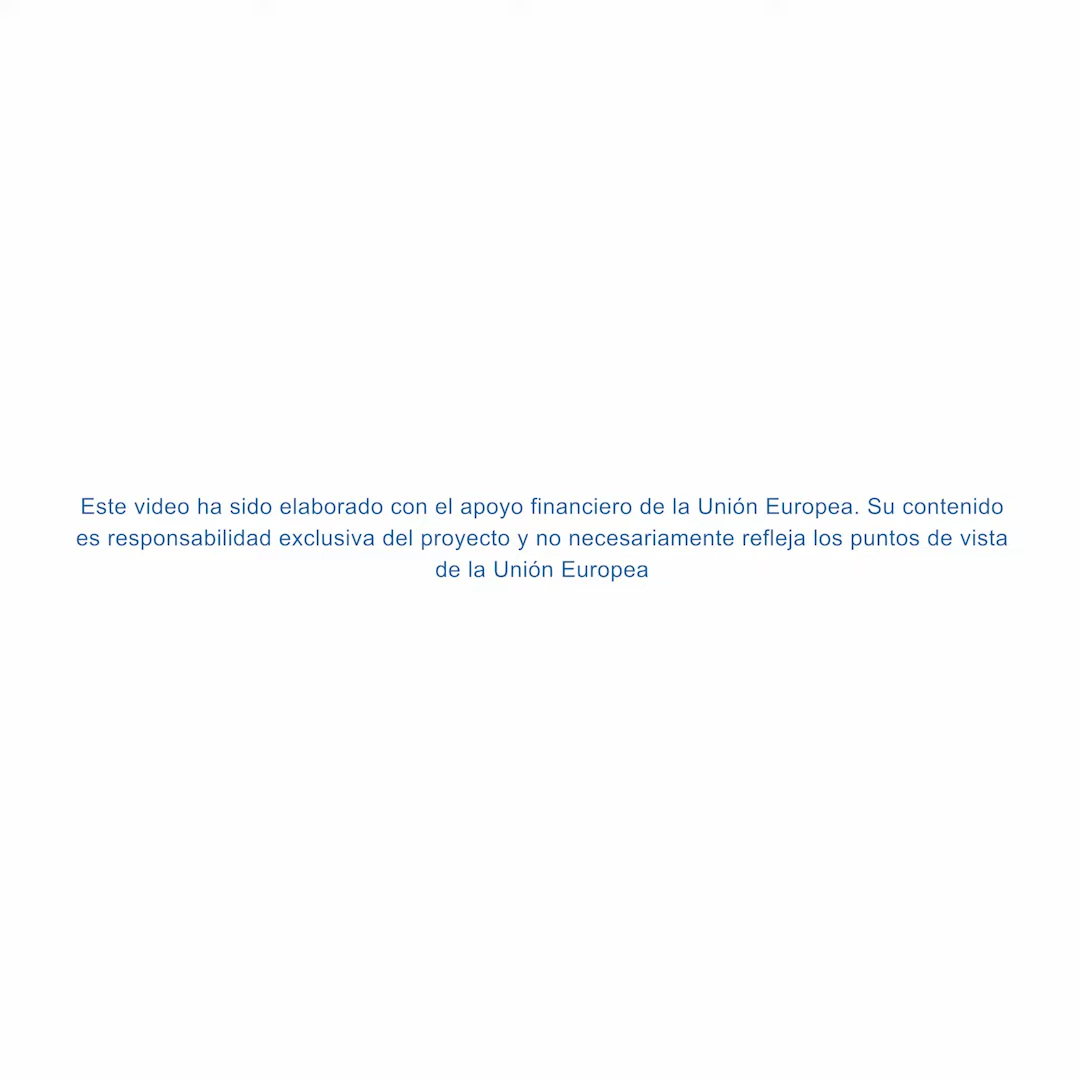 Este video ha sido elaborado con el apoyo financiero de la Unión Europea. Su contenido
es responsabilidad exclusiva del proyecto y no necesariamente refleja los puntos de vista
de la Unión Europea